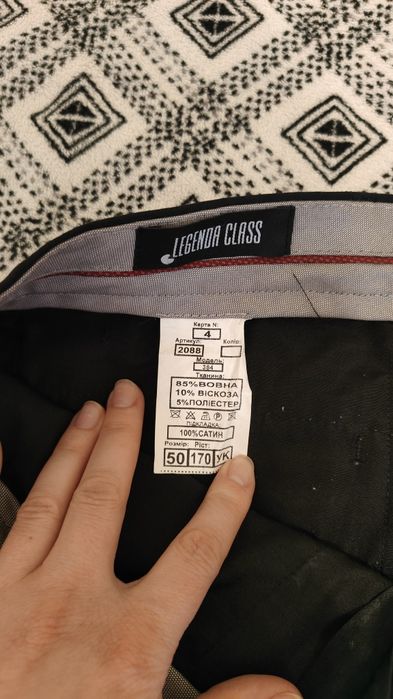 LEGENDA CLASS
Карта N:
4
Артикул: Колір:
2088
Модель:
384
Тканина:
85%ВОВНА
10% ВІСКОЗА
5%ПОЛІЕСТЕР
ПІДКЛАДКА:
100%САТИН
Розмір: Ріст:
50 170 УК